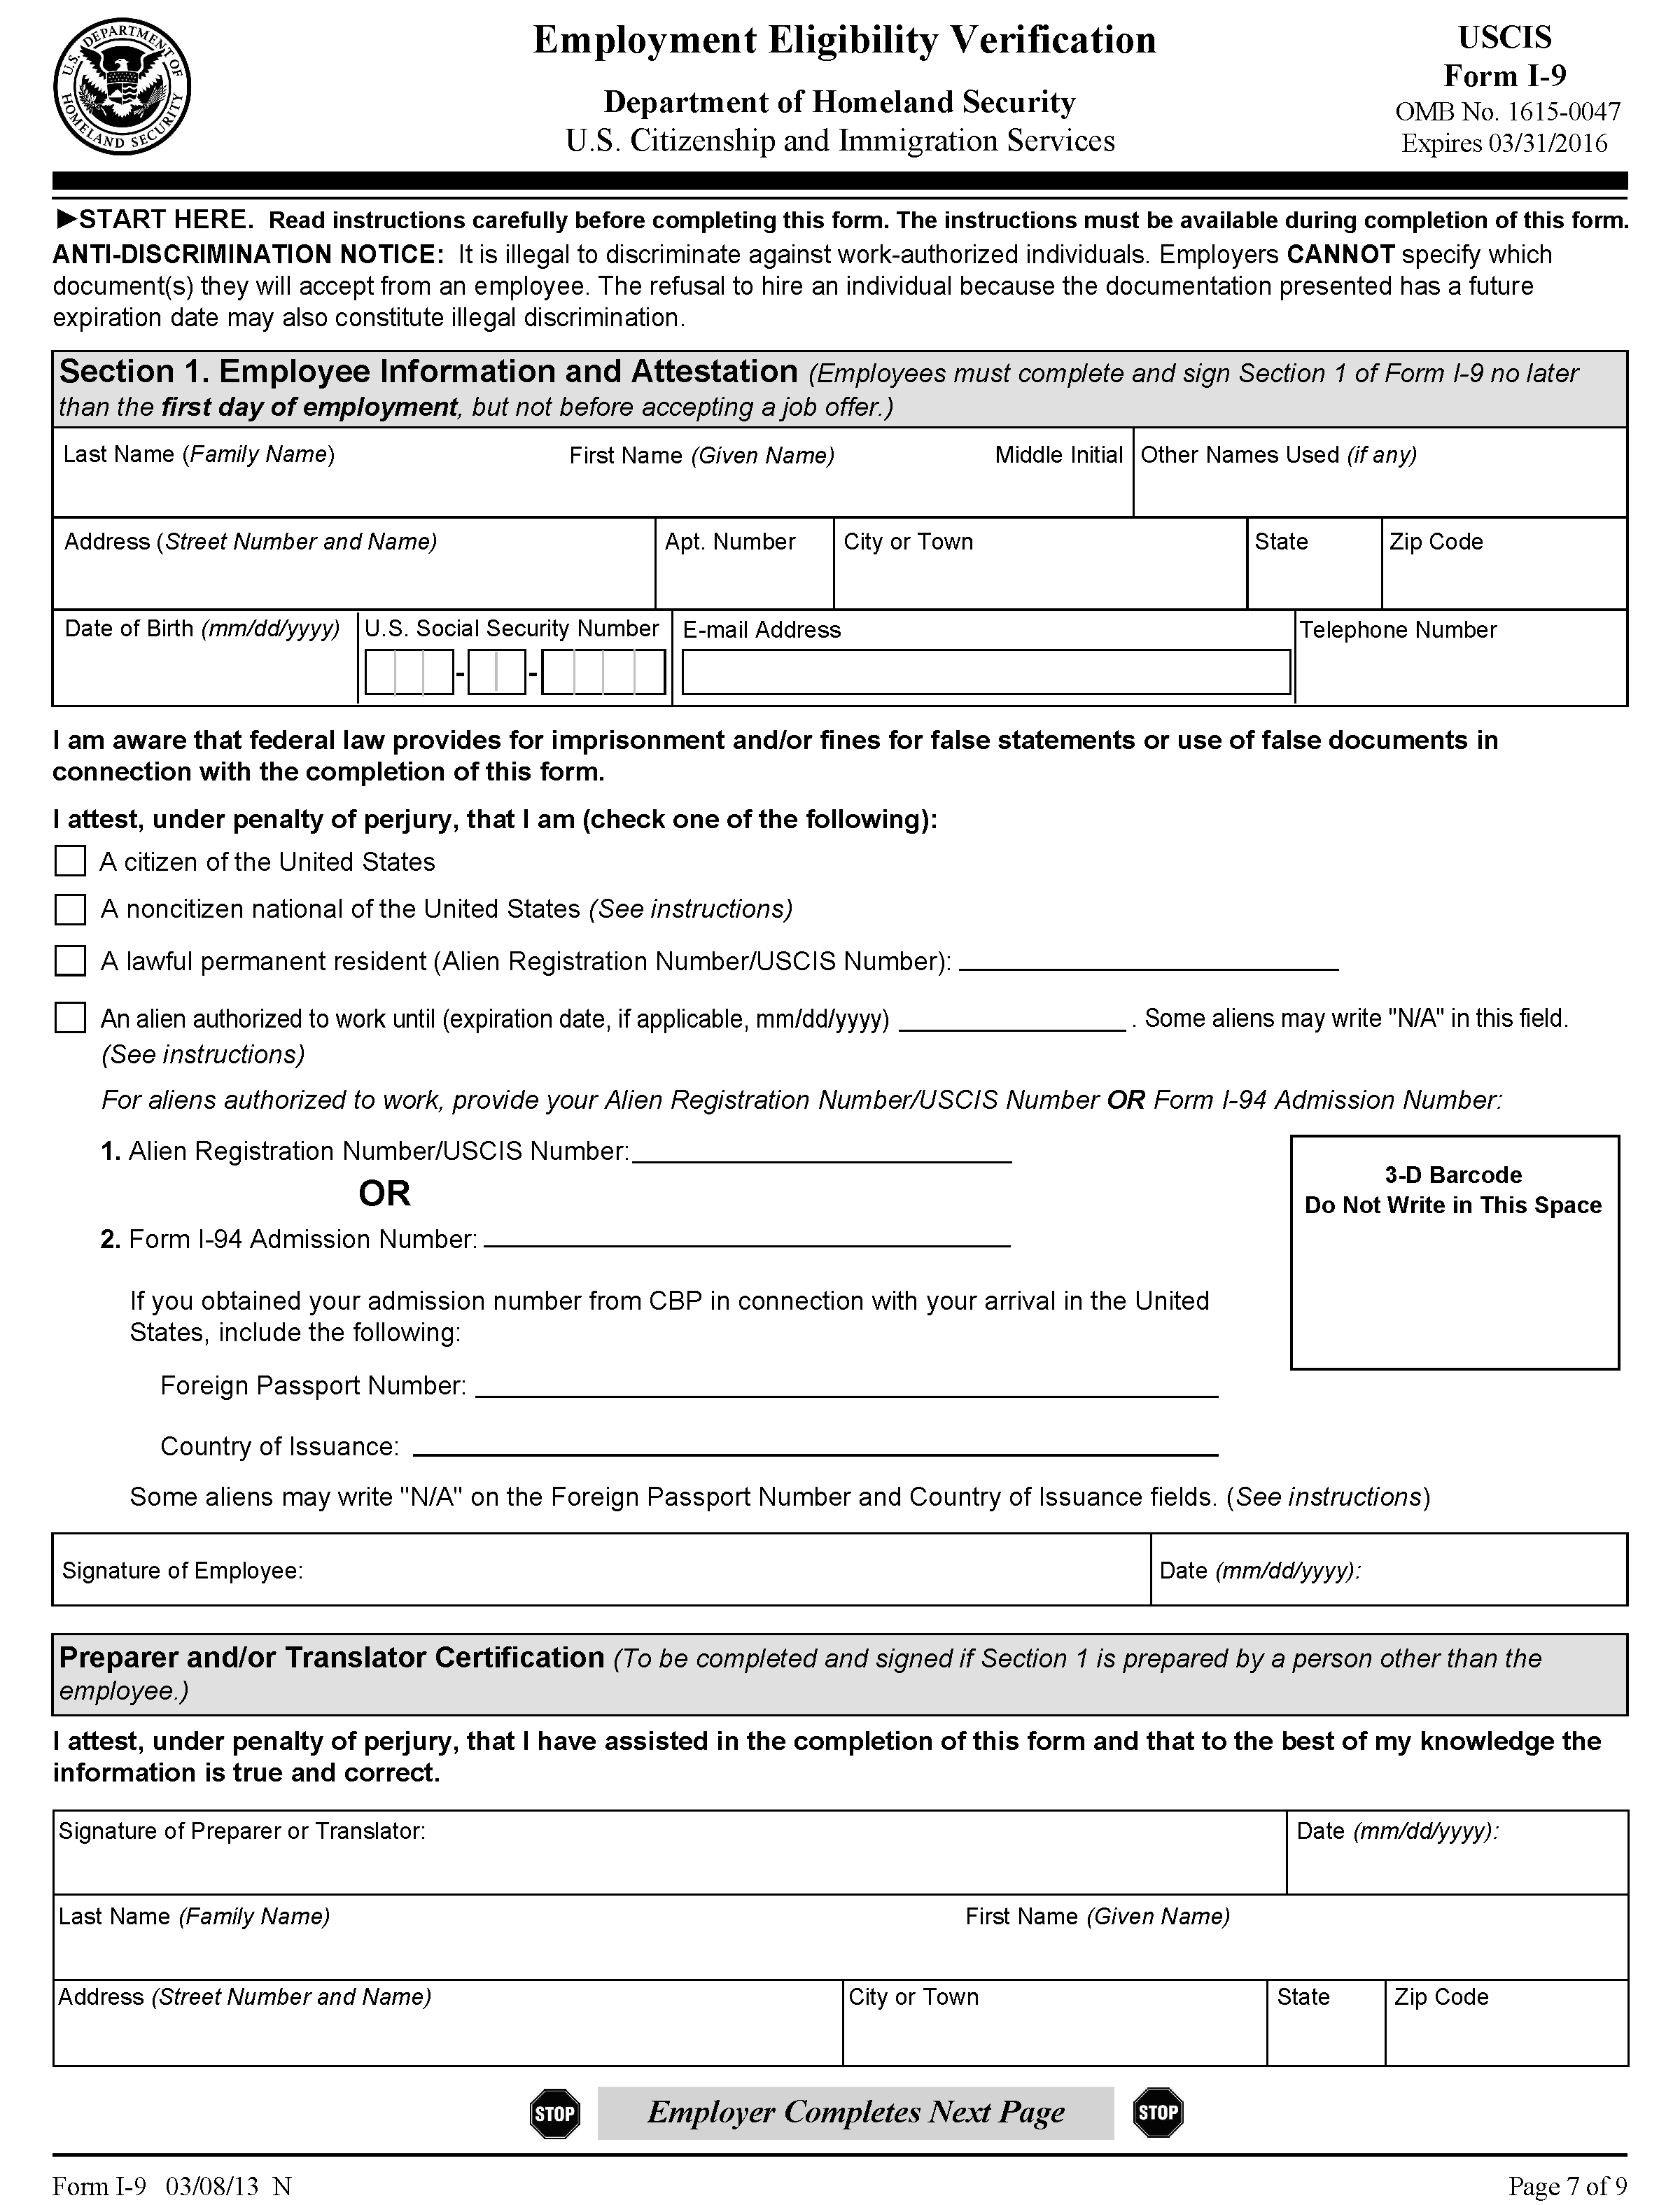 U.S. DEPARTMENT OF HOMELAND SECURITY
Employment Eligibility Verification
Department of Homeland Security
U.S. Citizenship and Immigration Services
USCIS
Form I-9
OMB No. 1615-0047
Expires 03/31/2016
►START HERE. Read instructions carefully before completing this form. The instructions must be available during completion of this form.
ANTI-DISCRIMINATION NOTICE: It is illegal to discriminate against work-authorized individuals. Employers CANNOT specify which
document(s) they will accept from an employee. The refusal to hire an individual because the documentation presented has a future
expiration date may also constitute illegal discrimination.
Section 1. Employee Information and Attestation (Employees must complete and sign Section 1 of Form I-9 no later
than the first day of employment, but not before accepting a job offer.)
Last Name (Family Name) First Name (Given Name) Middle Initial Other Names Used (if any)
Address (Street Number and Name) Apt. Number City or Town State Zip Code
Date of Birth (mm/dd/yyyy) U.S. Social Security Number E-mail Address Telephone Number
- -
I am aware that federal law provides for imprisonment and/or fines for false statements or use of false documents in
connection with the completion of this form.
I attest, under penalty of perjury, that I am (check one of the following):
A citizen of the United States
A noncitizen national of the United States (See instructions)
A lawful permanent resident (Alien Registration Number/USCIS Number):
An alien authorized to work until (expiration date, if applicable, mm/dd/yyyy) . Some aliens may write "N/A" in this field.
(See instructions)
For aliens authorized to work, provide your Alien Registration Number/USCIS Number OR Form I-94 Admission Number:
1. Alien Registration Number/USCIS Number:
OR
2. Form I-94 Admission Number:
3-D Barcode
Do Not Write in This Space
If you obtained your admission number from CBP in connection with your arrival in the United
States, include the following:
Foreign Passport Number:
Country of Issuance:
Some aliens may write "N/A" on the Foreign Passport Number and Country of Issuance fields. (See instructions)
Signature of Employee: Date (mm/dd/yyyy):
Preparer and/or Translator Certification (To be completed and signed if Section 1 is prepared by a person other than the
employee.)
I attest, under penalty of perjury, that I have assisted in the completion of this form and that to the best of my knowledge the
information is true and correct.
Signature of Preparer or Translator: Date (mm/dd/yyyy):
Last Name (Family Name) First Name (Given Name)
Address (Street Number and Name) City or Town State Zip Code
STOP Employer Completes Next Page STOP
Form I-9 03/08/13 N Page 7 of 9